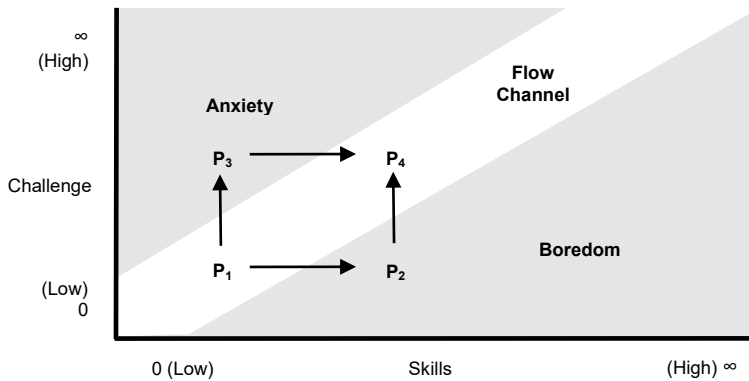 ∞
(High)
Flow
Channel
Anxiety
P₃
P₄
Challenge
Boredom
P₁
P₂
(Low)
0
0 (Low)
Skills
(High) ∞